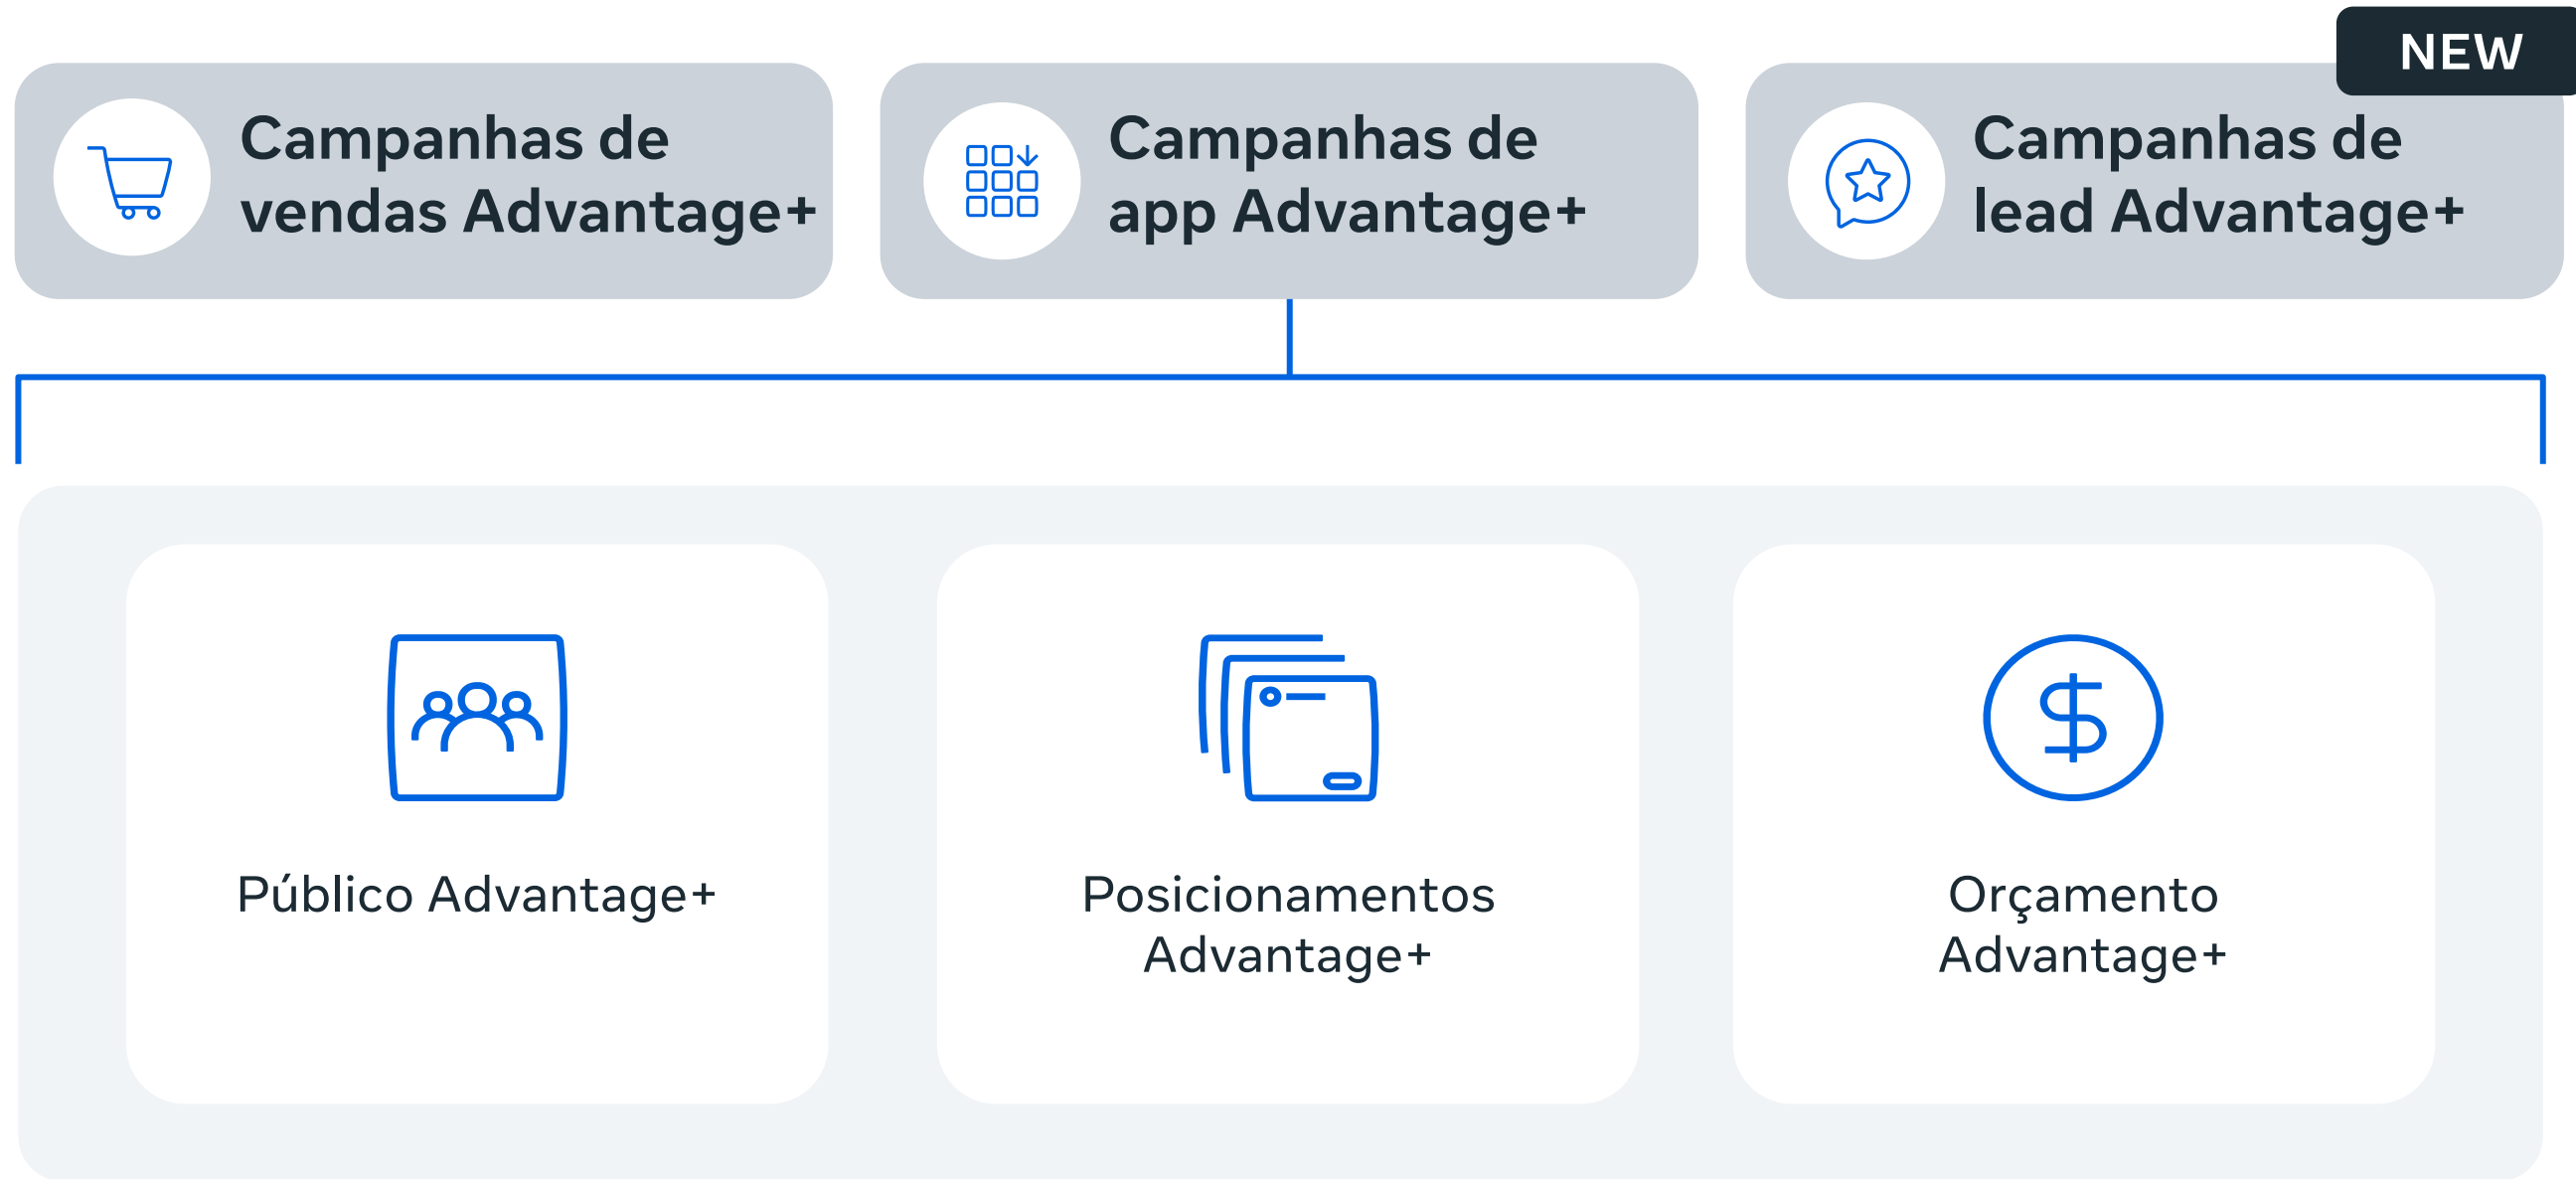 NEW
Campanhas de
vendas Advantage+
Campanhas de
app Advantage+
Campanhas de
lead Advantage+
Público Advantage+
Posicionamentos
Advantage+
Orçamento
Advantage+